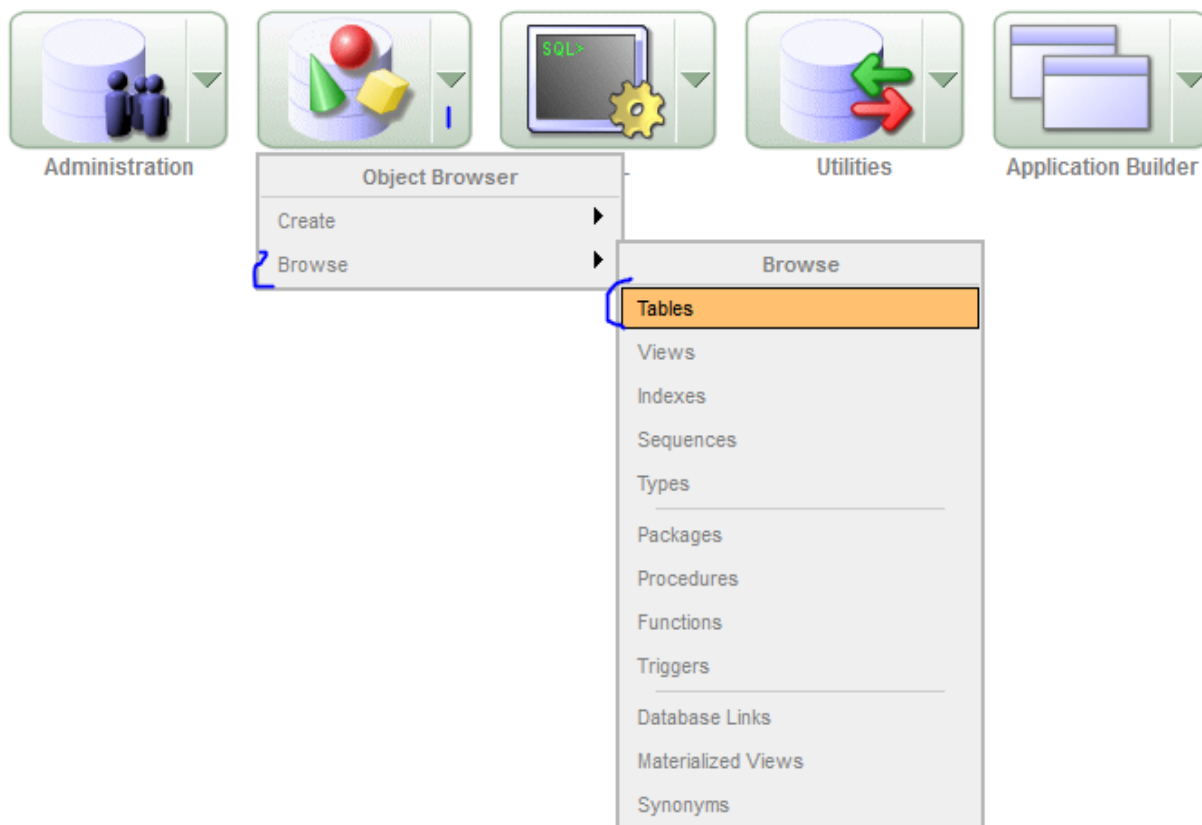 SQL>
Administration
Utilities
Application Builder
Object Browser
Create
Browse
Browse
Tables
Views
Indexes
Sequences
Types
Packages
Procedures
Functions
Triggers
Database Links
Materialized Views
Synonyms